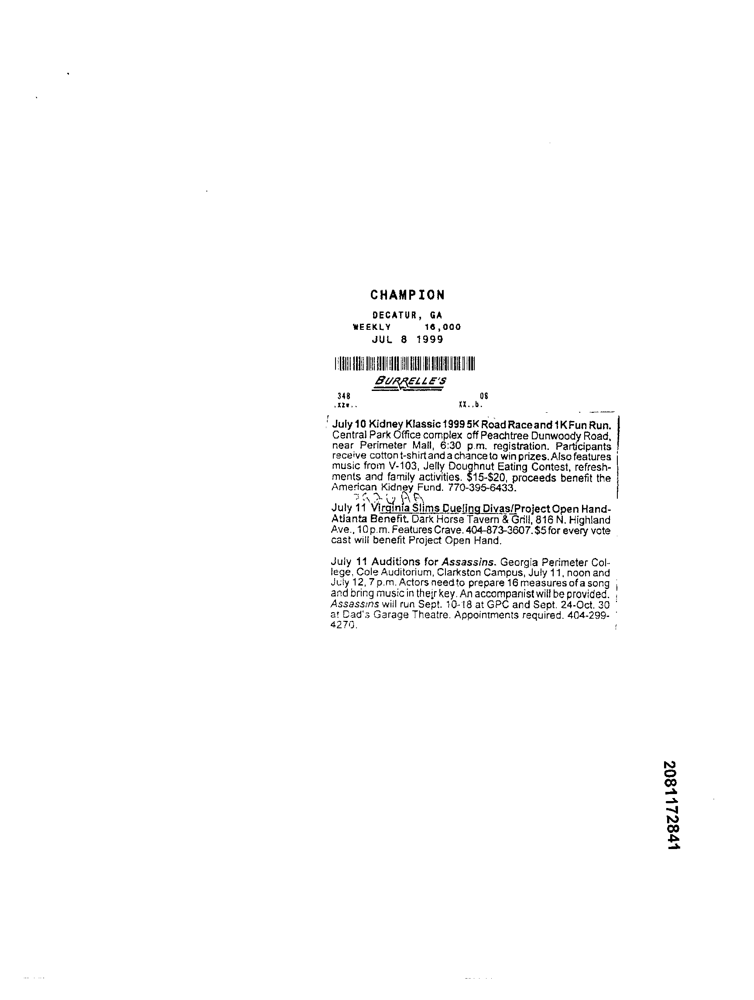 CHAMPION
DECATUR, GA
WEEKLY 16,000
JUL 8 1999
BURRELLE'S
348 06
.xze.. xx..b.
July 10 Kidney Klassic 1999 5K Road Race and 1K Fun Run.
Central Park Office complex off Peachtree Dunwoody Road,
near Perimeter Mall, 6:30 p.m. registration. Participants
receive cotton t-shirt and a chance to win prizes. Also features
music from V-103, Jelly Doughnut Eating Contest, refresh-
ments and family activities. $15-$20, proceeds benefit the
American Kidney Fund. 770-395-6433.
July 11 Virginia Slims Dueling Divas/Project Open Hand-
Atlanta Benefit. Dark Horse Tavern & Grill, 816 N. Highland
Ave., 10 p.m. Features Crave. 404-873-3607. $5 for every vote
cast will benefit Project Open Hand.
July 11 Auditions for Assassins. Georgia Perimeter Col-
lege, Cole Auditorium, Clarkston Campus, July 11, noon and
July 12, 7 p.m. Actors need to prepare 16 measures of a song
and bring music in their key. An accompanist will be provided.
Assassins will run Sept. 10-18 at GPC and Sept. 24-Oct. 30
at Dad's Garage Theatre. Appointments required. 404-299-
4270.
2081172841